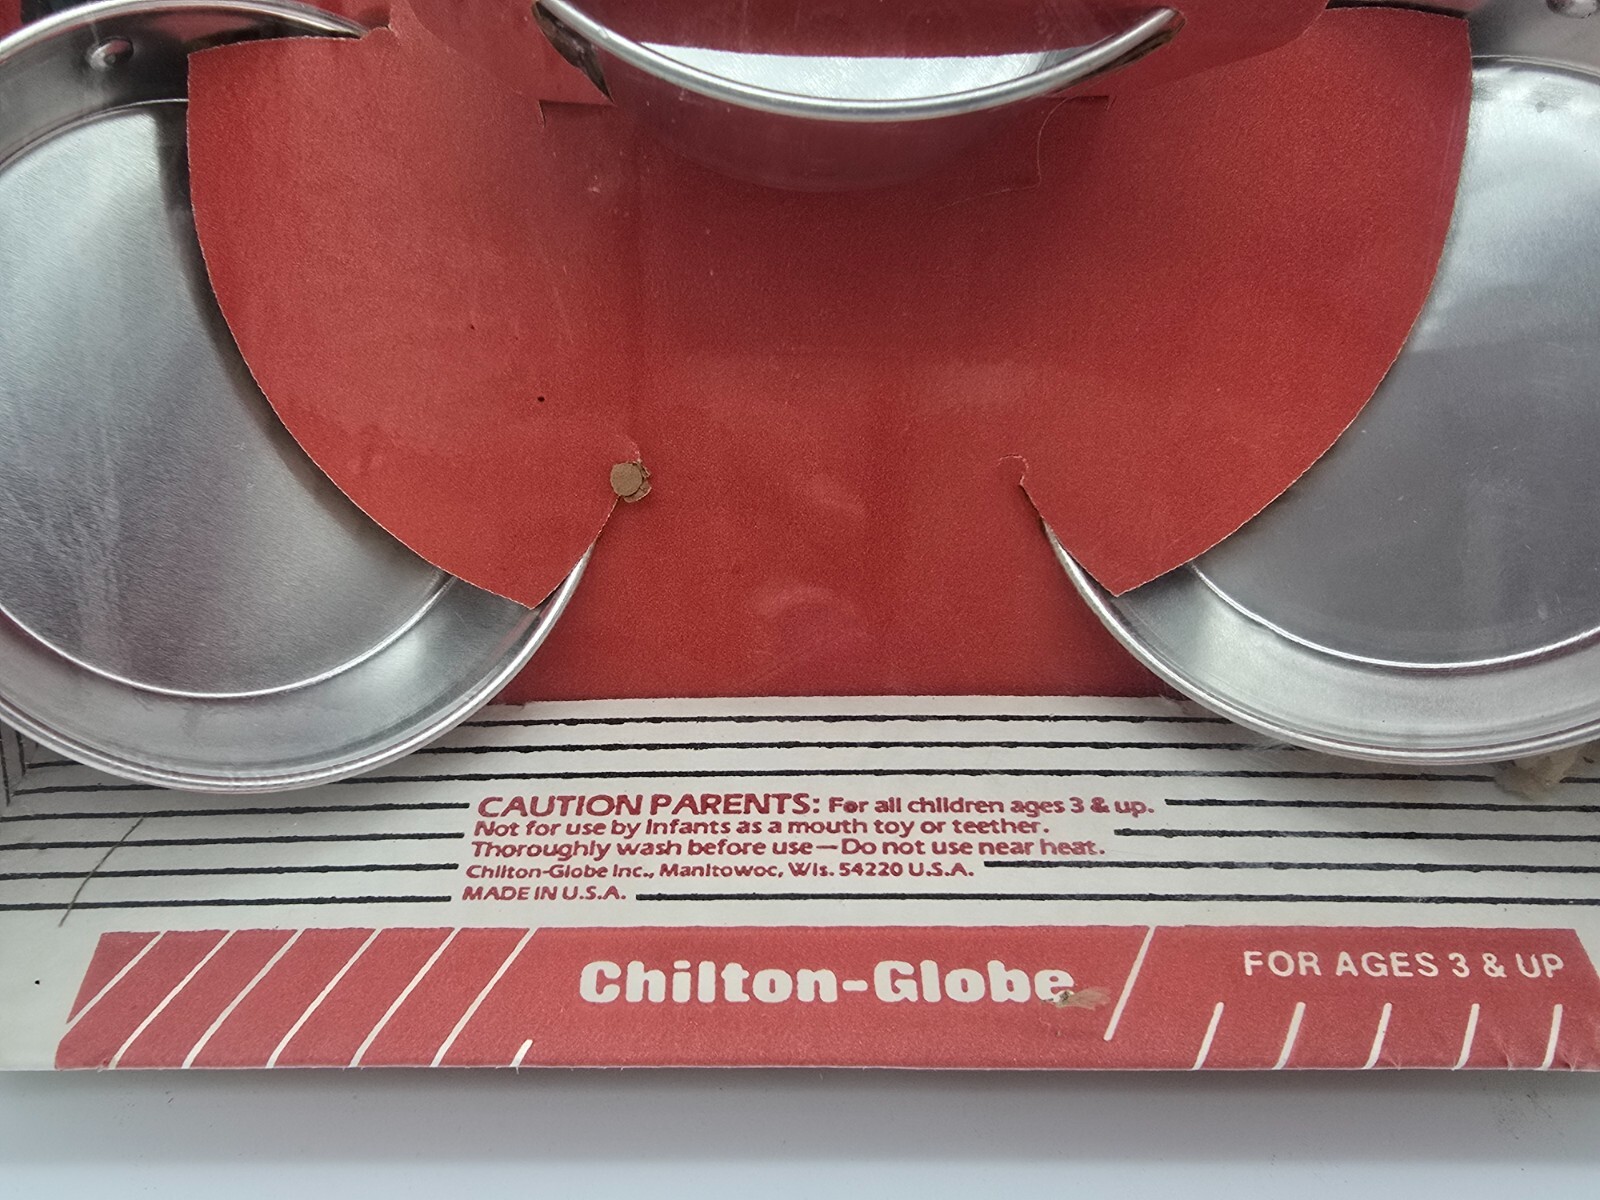 CAUTION PARENTS: For all children ages 3 & up.
Not for use by Infants as a mouth toy or teether.
Thoroughly wash before use—Do not use near heat.
Chilton-Globe Inc., Manitowoc, Wis. 54220 U.S.A.
MADE IN U.S.A.
Chilton-Globe
FOR AGES 3 & UP